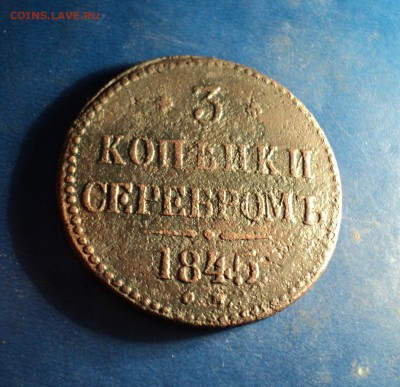 COINS.LAVE.RU
3
КОПѢЙКИ
СЕРЕБРОМЪ
1845